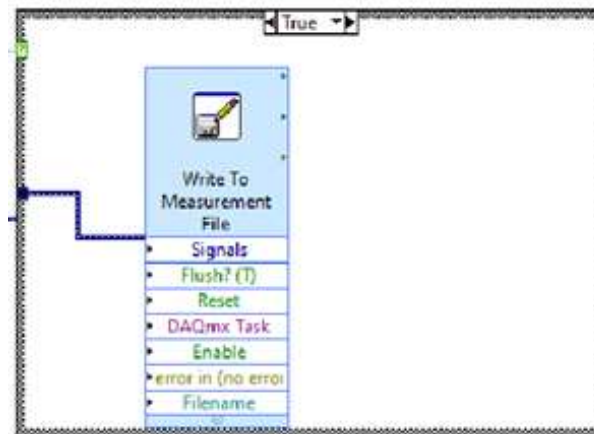 True
Write To
Measurement
File
Signals
Flush? (T)
Reset
DAQmx Task
Enable
error in (no error
Filename